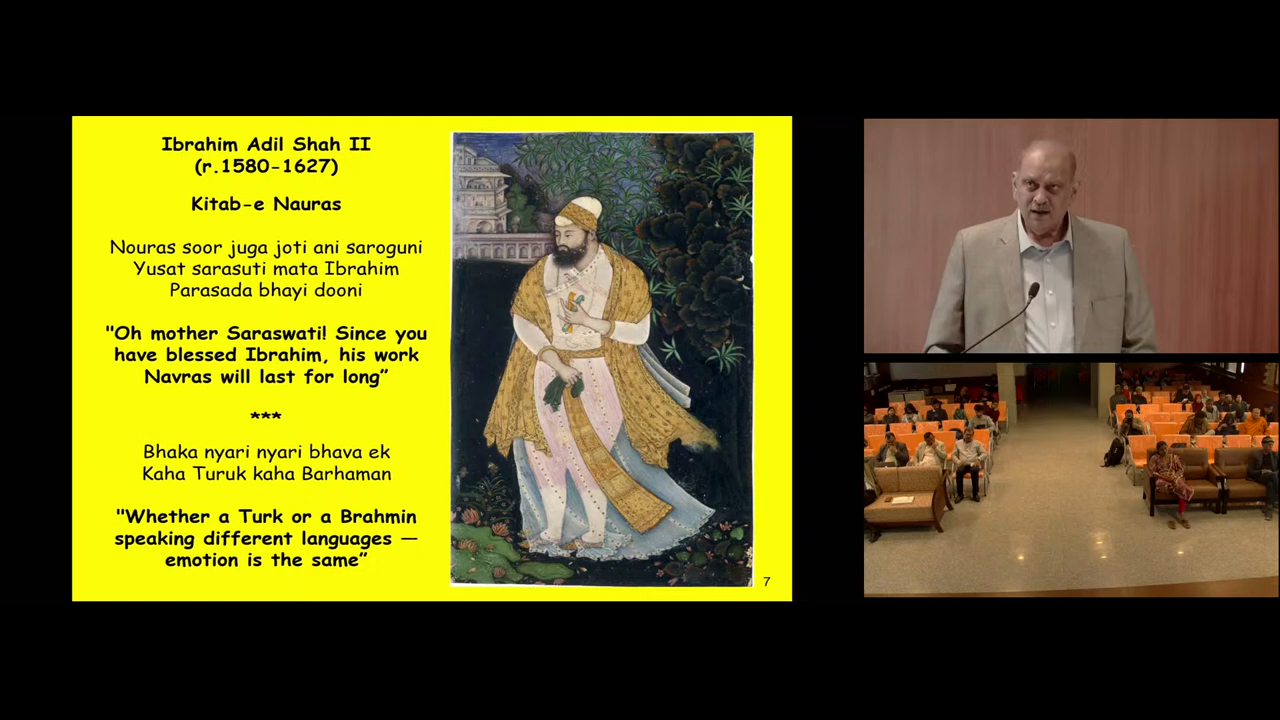 Ibrahim Adil Shah II
(r.1580-1627)
Kitab-e Nauras
Nouras soor juga joti ani saroguni
Yusat sarasuti mata Ibrahim
Parasada bhayi dooni
"Oh mother Saraswati! Since you
have blessed Ibrahim, his work
Navras will last for long”
***
Bhaka nyari nyari bhava ek
Kaha Turuk kaha Barhaman
"Whether a Turk or a Brahmin
speaking different languages —
emotion is the same”
7